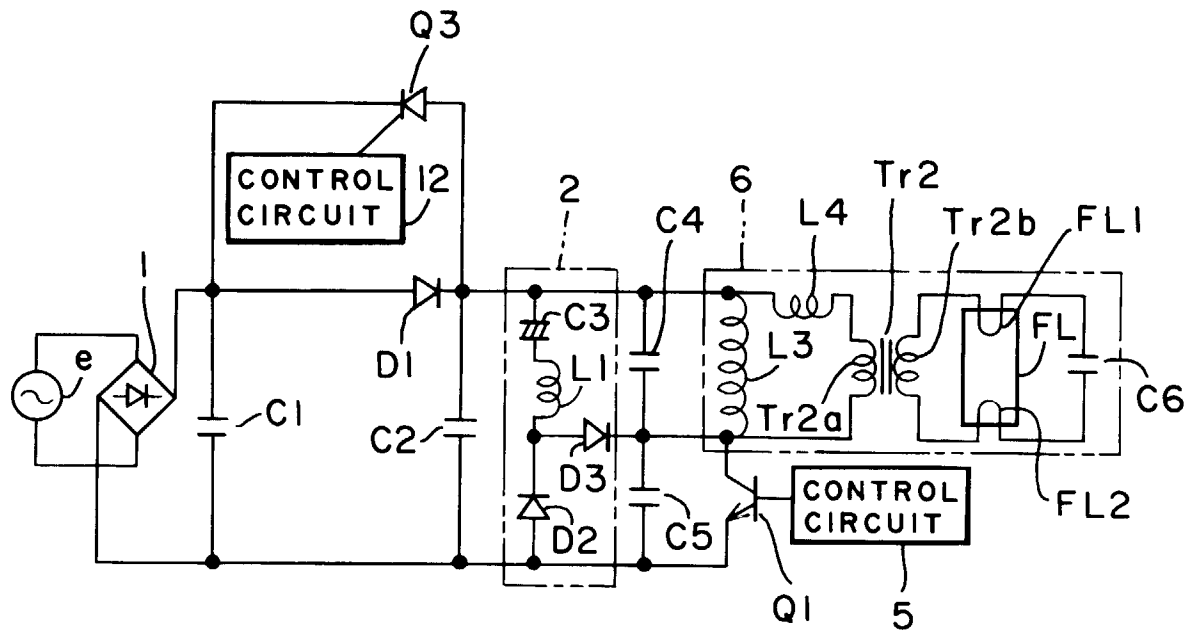 Q3
CONTROL
CIRCUIT
12
2
6
Tr2
C4
L4
Tr2b
FL1
1
e
D1
C3
L1
L3
FL
C1
C2
D3
Tr2a
C6
D2
C5
CONTROL
CIRCUIT
FL2
Q1
5